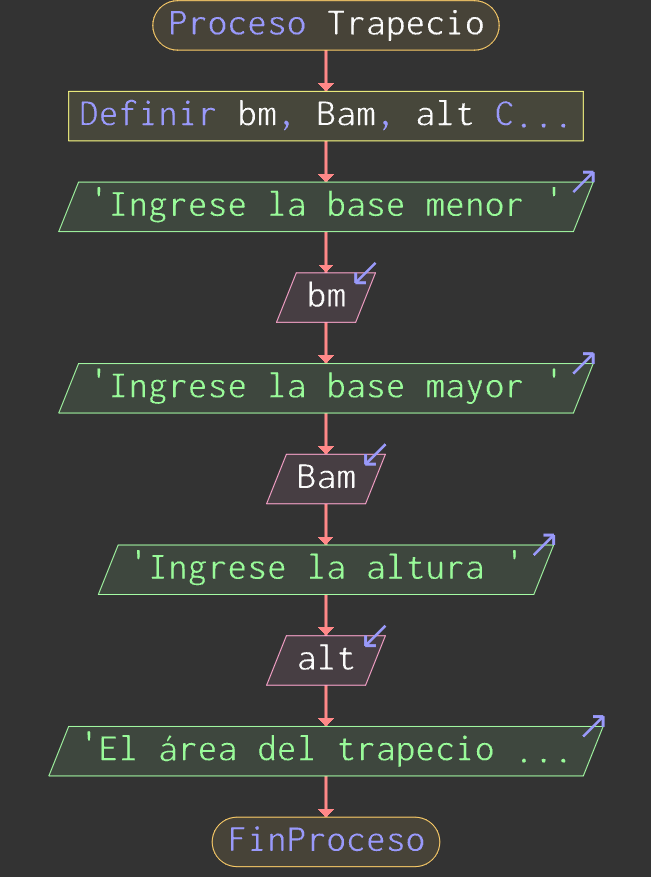 Proceso Trapecio
Definir bm, Bam, alt C...
'Ingrese la base menor '
bm
'Ingrese la base mayor '
Bam
'Ingrese la altura '
alt
'El área del trapecio ...
FinProceso